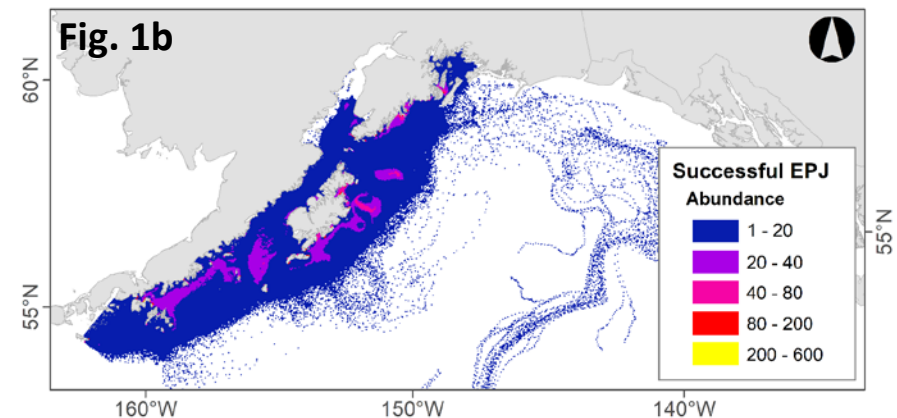 Fig. 1b
60°N
55°N
Successful EPJ
Abundance
1 - 20
20 - 40
40 - 80
80 - 200
200 - 600
55°N
160°W
150°W
140°W